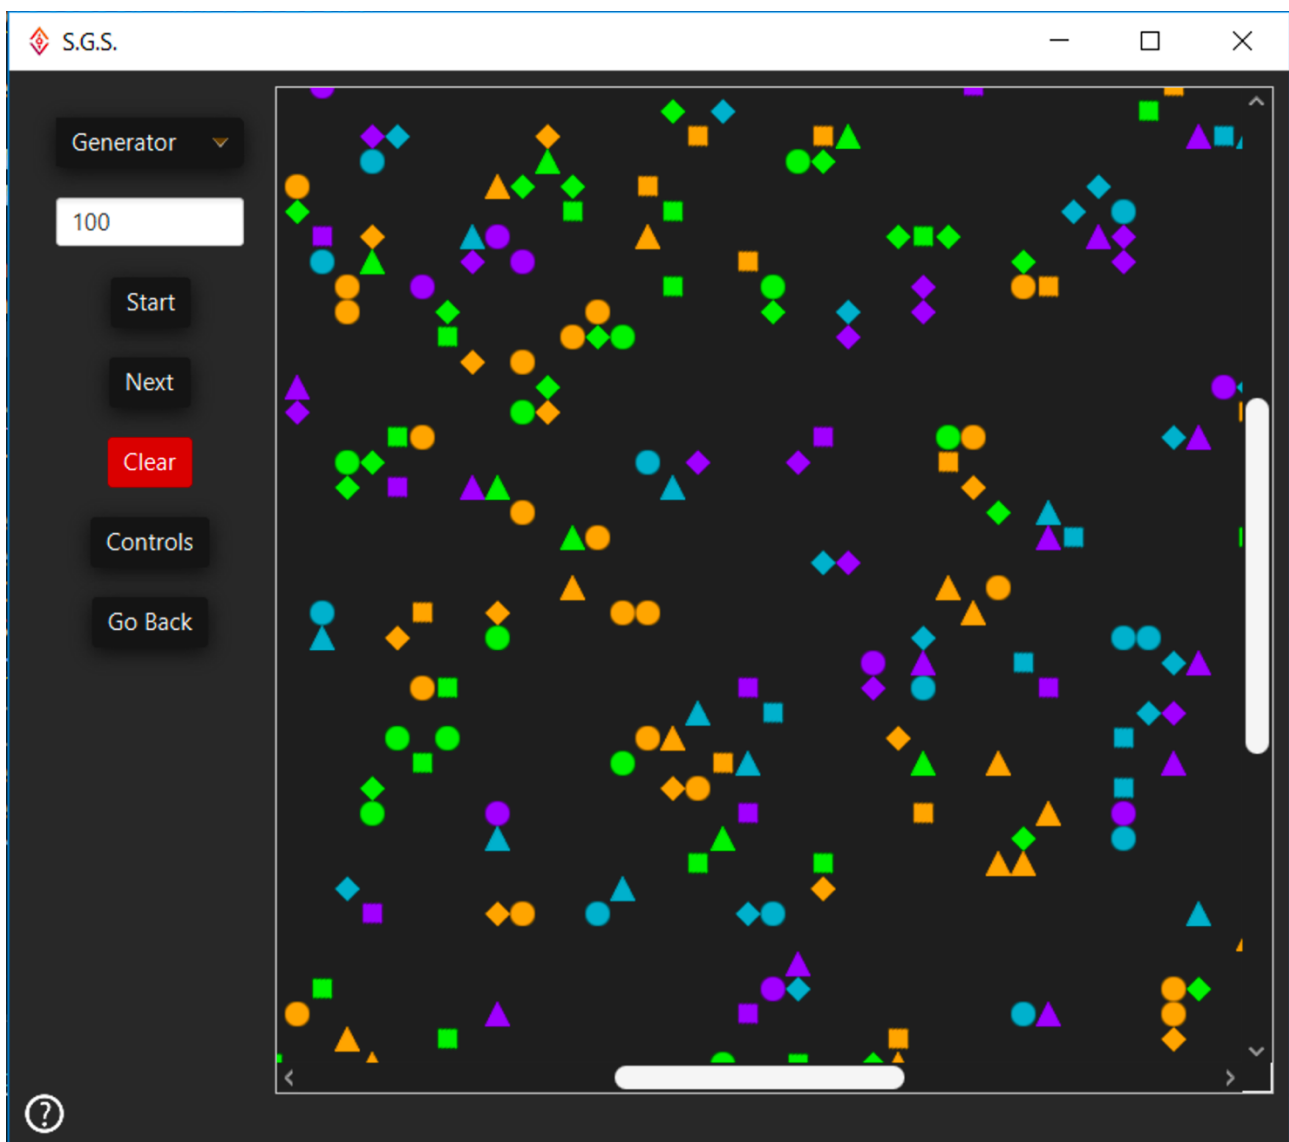 S.G.S.
Generator
100
Start
Next
Clear
Controls
Go Back
?